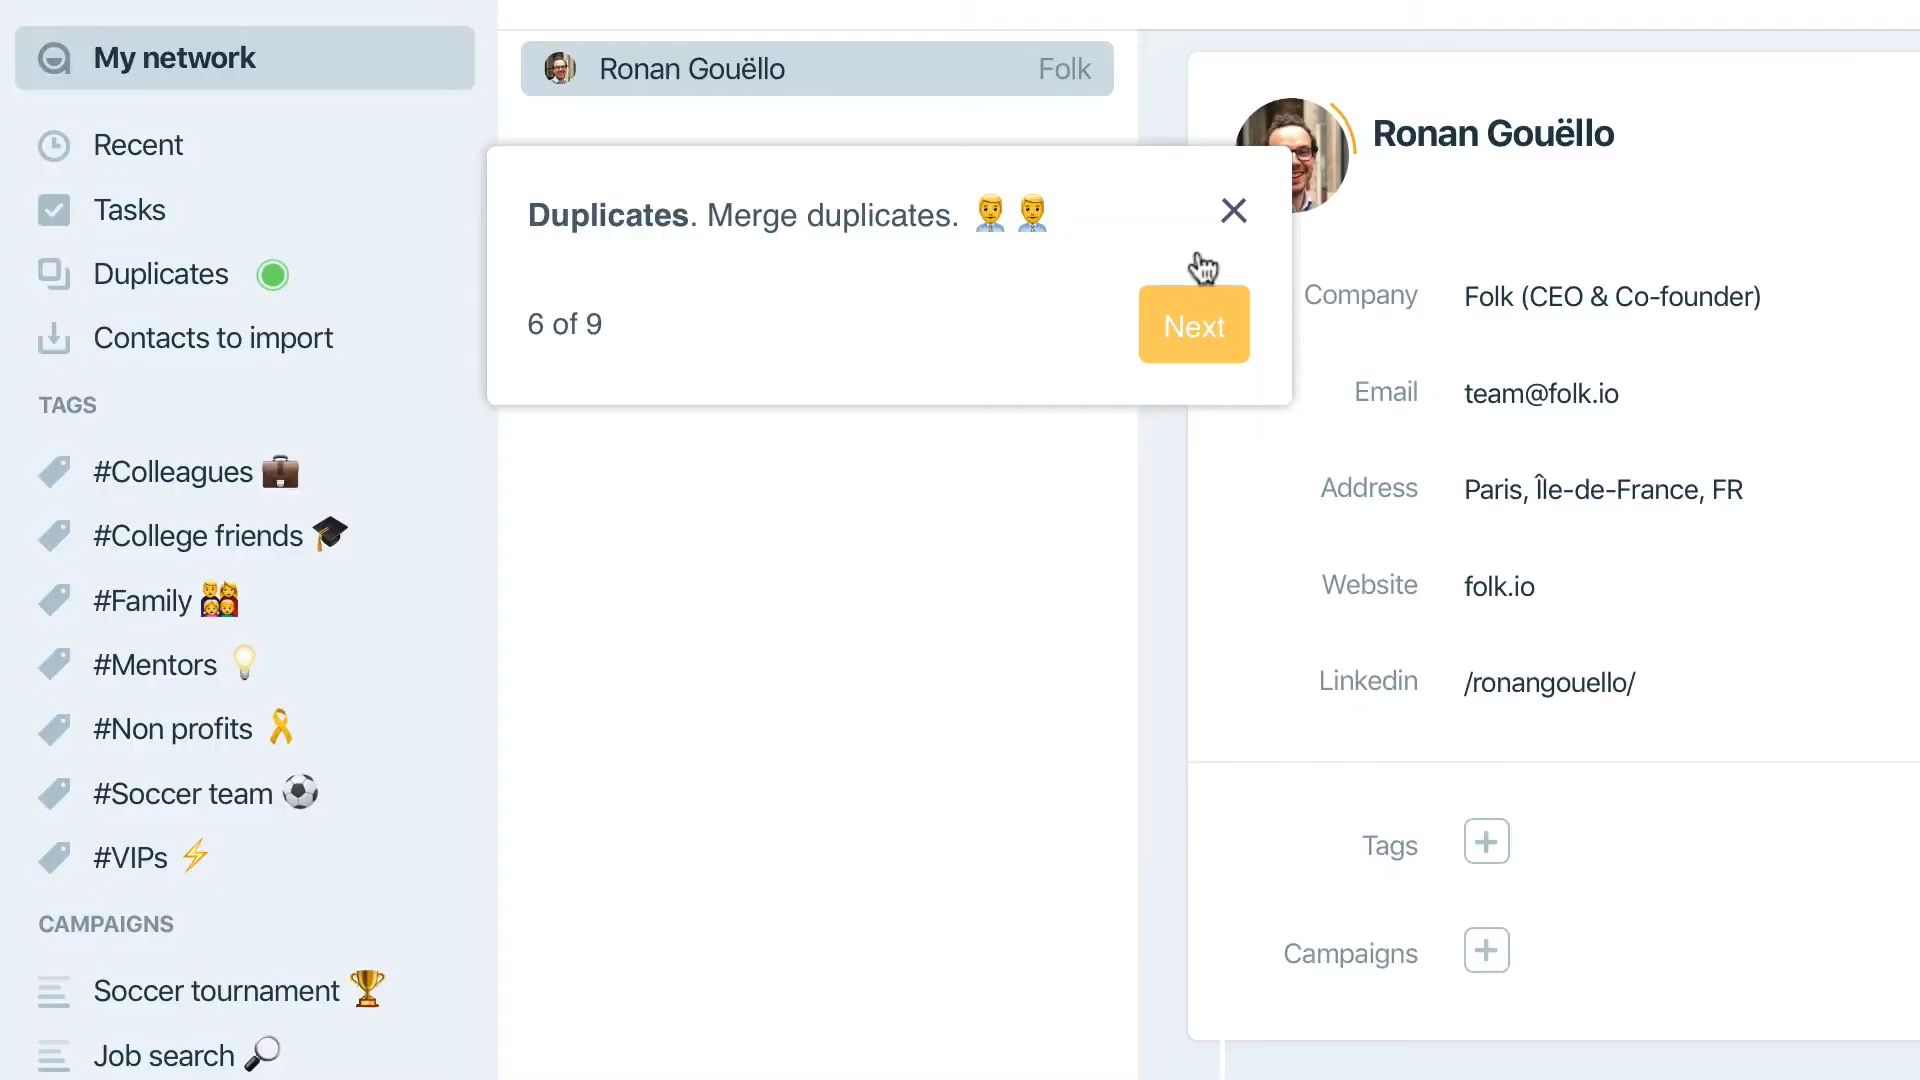 My network
Recent
Tasks
Duplicates
Contacts to import
TAGS
#Colleagues
#College friends
#Family
#Mentors
#Non profits
#Soccer team
#VIPs
CAMPAIGNS
Soccer tournament
Job search
Ronan Gouëllo Folk
Duplicates. Merge duplicates.
6 of 9
Next
Ronan Gouëllo
Company Folk (CEO & Co-founder)
Email team@folk.io
Address Paris, Île-de-France, FR
Website folk.io
Linkedin /ronangouello/
Tags
Campaigns